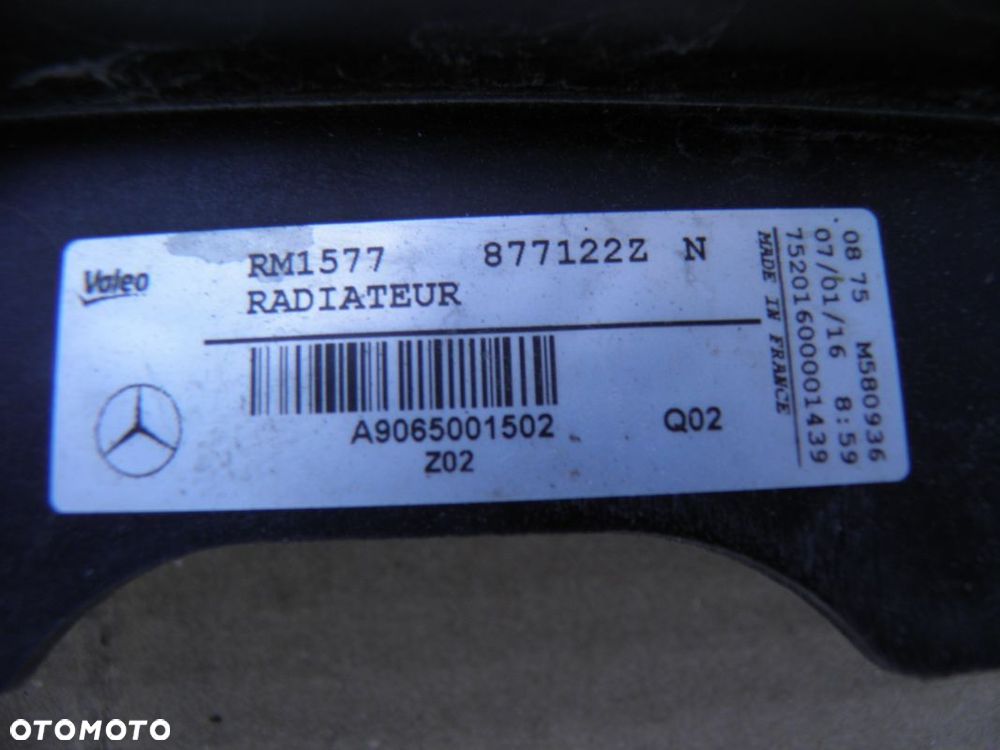 Valeo
RM1577 877122Z N
RADIATEUR
A9065001502
Z02
Q02
MADE IN FRANCE
75201600001439
07/01/16 8:59
08 75 M580936
OTOMOTO